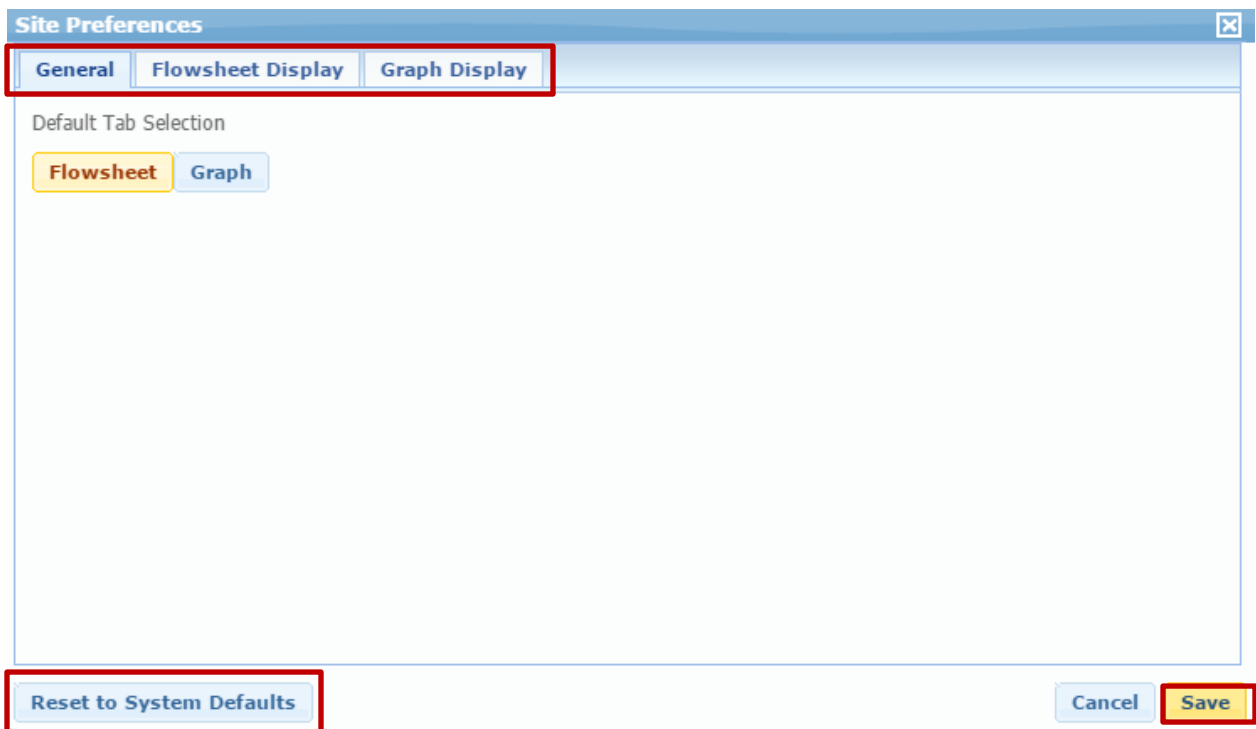 Site Preferences
General Flowsheet Display Graph Display
Default Tab Selection
Flowsheet Graph
Reset to System Defaults Cancel Save